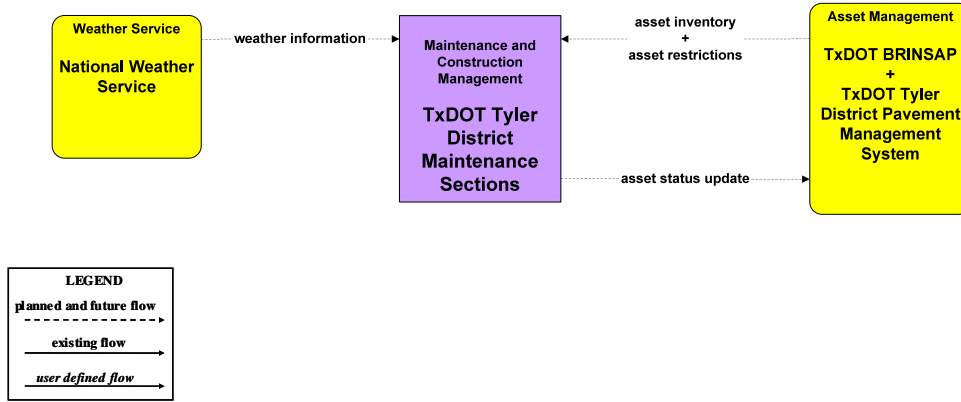 Weather Service
National Weather
Service
weather information
Maintenance and
Construction
Management
TxDOT Tyler
District
Maintenance
Sections
asset inventory
+
asset restrictions
asset status update
Asset Management
TxDOT BRINSAP
+
TxDOT Tyler
District Pavement
Management
System
LEGEND
planned and future flow
existing flow
user defined flow